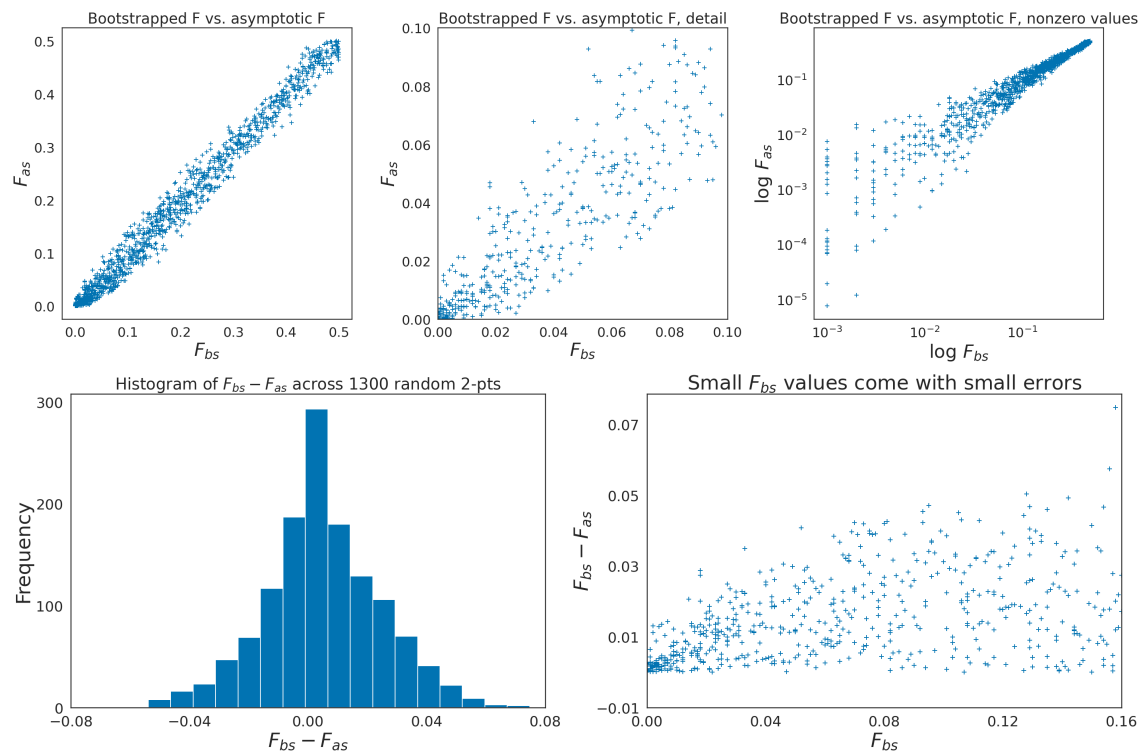 Bootstrapped F vs. asymptotic F
0.5
0.4
0.3
0.2
0.1
0.0
F_as
0.0 0.1 0.2 0.3 0.4 0.5
F_bs
Bootstrapped F vs. asymptotic F, detail
0.10
0.08
0.06
0.04
0.02
0.00
F_as
0.00 0.02 0.04 0.06 0.08 0.10
F_bs
Bootstrapped F vs. asymptotic F, nonzero values
10⁻¹
10⁻²
10⁻³
10⁻⁴
10⁻⁵
log F_as
10⁻³ 10⁻² 10⁻¹
log F_bs
Histogram of F_bs − F_as across 1300 random 2-pts
300
200
100
0
Frequency
−0.08 −0.04 0.00 0.04 0.08
F_bs − F_as
Small F_bs values come with small errors
0.07
0.05
0.03
0.01
−0.01
F_bs − F_as
0.00 0.04 0.08 0.12 0.16
F_bs